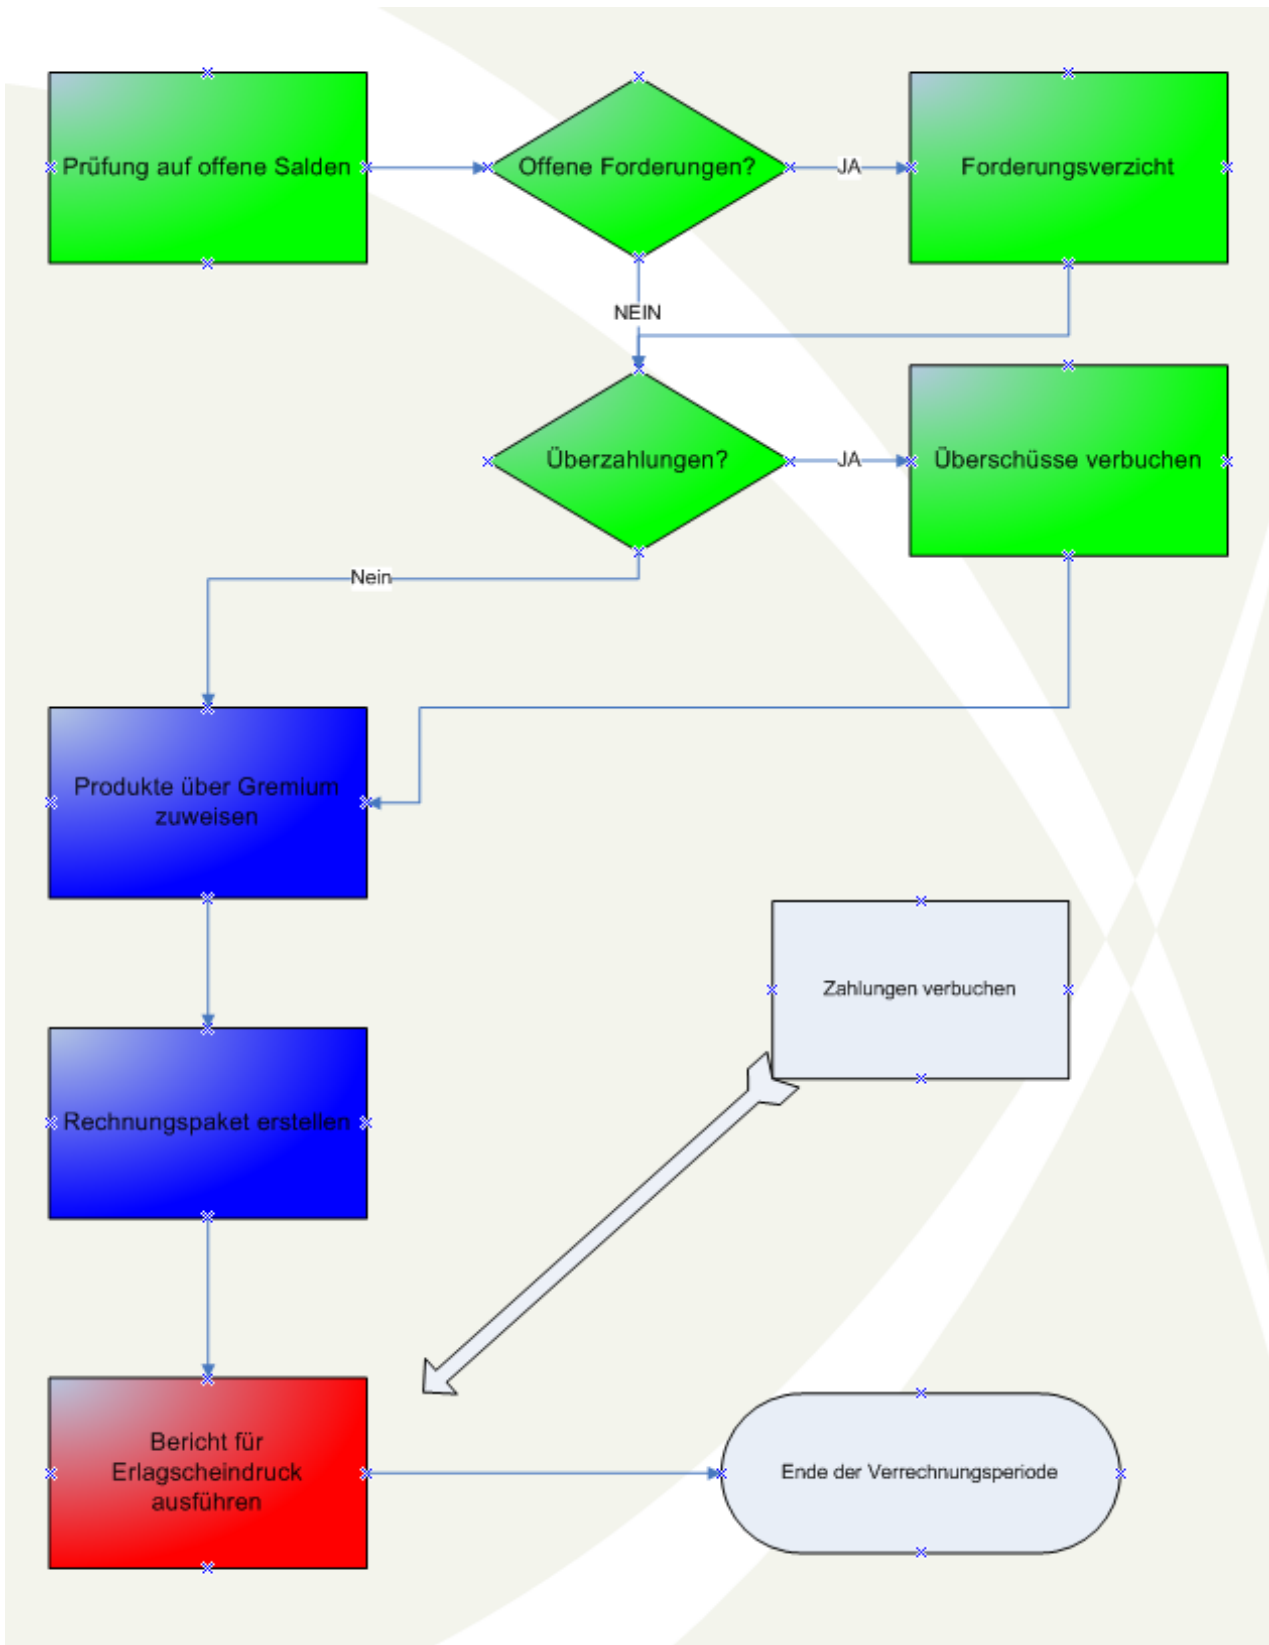 Prüfung auf offene Salden
Offene Forderungen?
JA
Forderungsverzicht
NEIN
Überzahlungen?
JA
Überschüsse verbuchen
Nein
Produkte über Gremium
zuweisen
Zahlungen verbuchen
Rechnungspaket erstellen
Bericht für
Erlagscheindruck
ausführen
Ende der Verrechnungsperiode